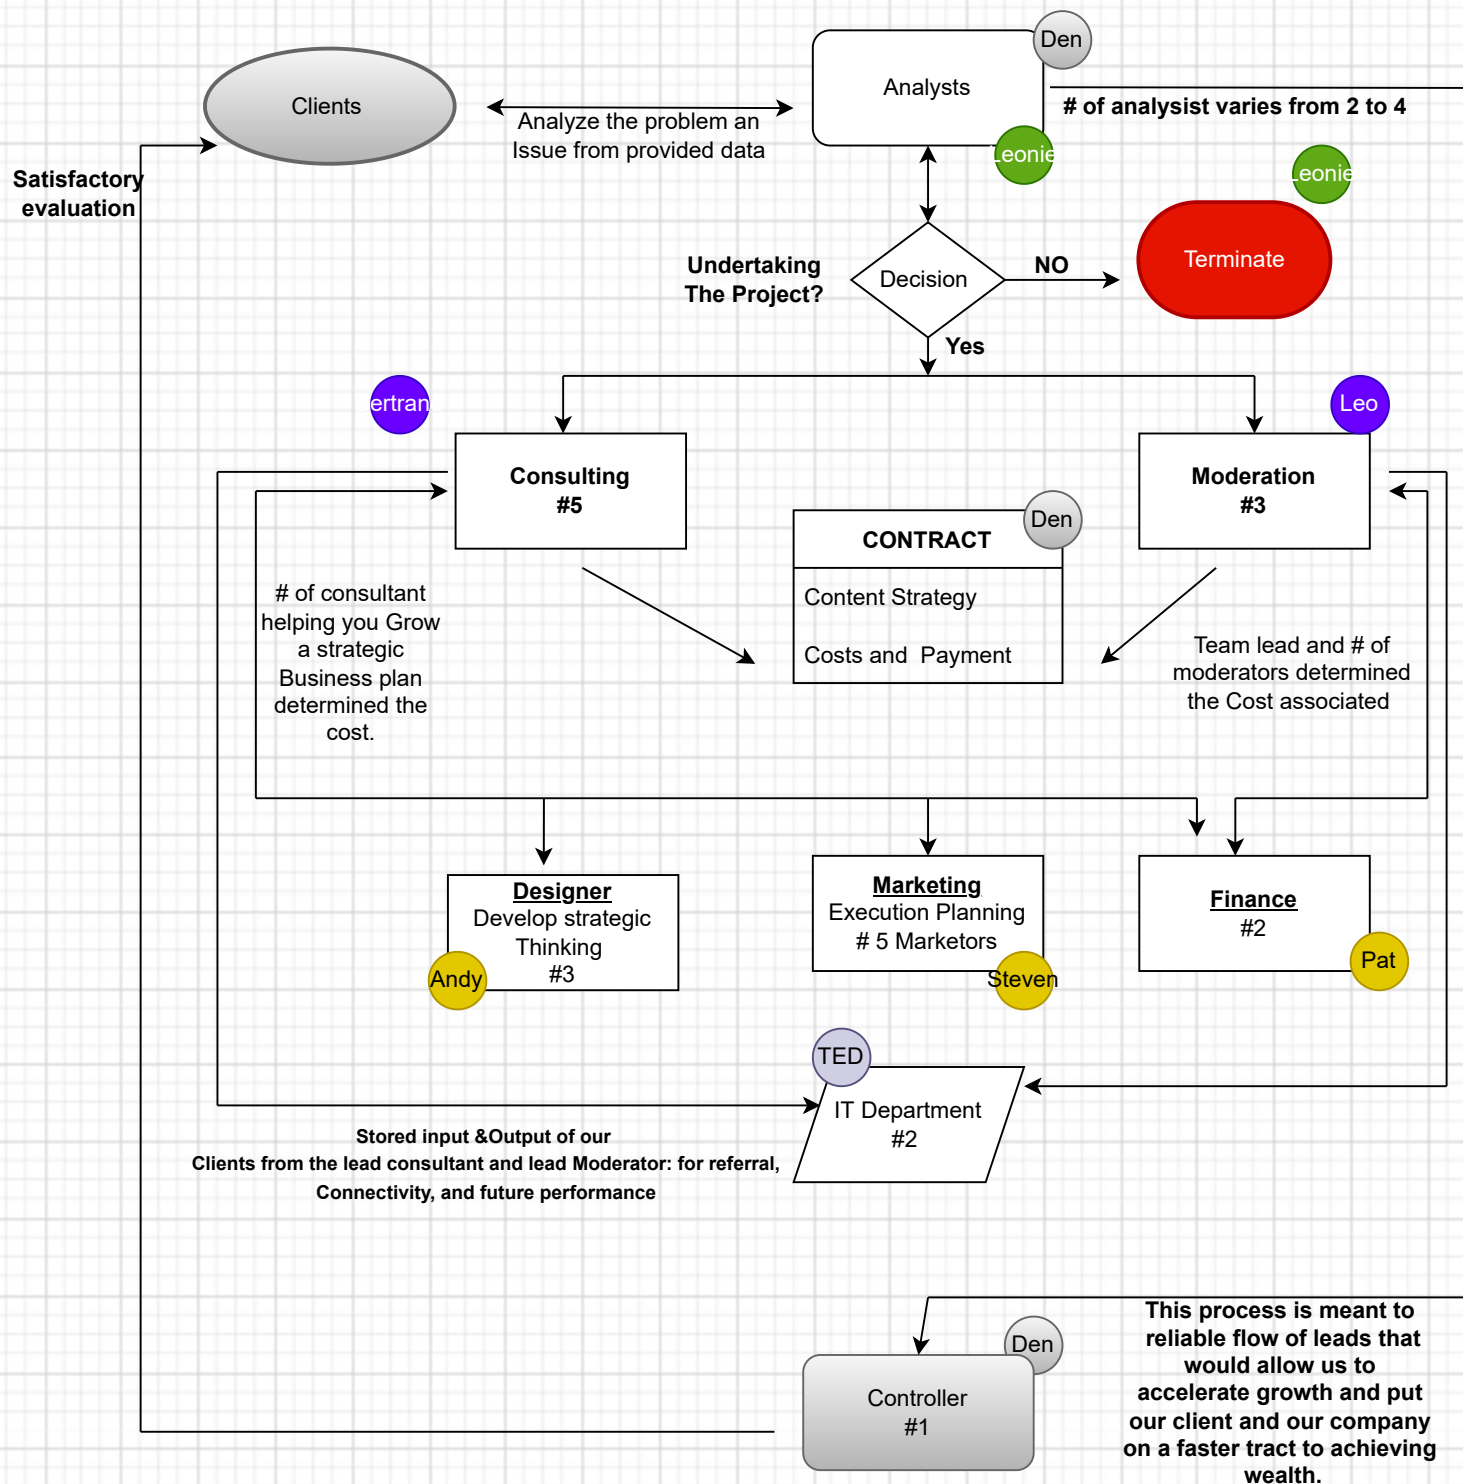 Den
Clients
Analysts
# of analysist varies from 2 to 4
Analyze the problem an
Issue from provided data
Leonie
Leonie
Satisfactory
evaluation
Undertaking
The Project?
Decision
NO
Terminate
Yes
ertran
Leo
Consulting
#5
Moderation
#3
Den
CONTRACT
Content Strategy
Costs and Payment
# of consultant
helping you Grow
a strategic
Business plan
determined the
cost.
Team lead and # of
moderators determined
the Cost associated
Designer
Develop strategic
Thinking
#3
Andy
Marketing
Execution Planning
# 5 Marketors
Steven
Finance
#2
Pat
TED
IT Department
#2
Stored input &Output of our
Clients from the lead consultant and lead Moderator: for referral,
Connectivity, and future performance
Den
Controller
#1
This process is meant to
reliable flow of leads that
would allow us to
accelerate growth and put
our client and our company
on a faster tract to achieving
wealth.